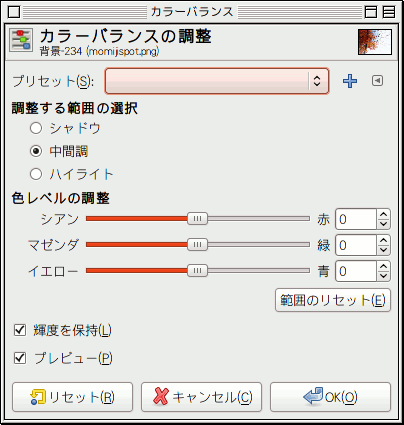 カラーバランス
カラーバランスの調整
背景-234 (momijspot.png)
プリセット(S):
調整する範囲の選択
シャドウ
中間調
ハイライト
色レベルの調整
シアン 赤 0
マゼンダ 緑 0
イエロー 青 0
範囲のリセット(E)
輝度を保持(L)
プレビュー(P)
リセット(R) キャンセル(C) OK(O)